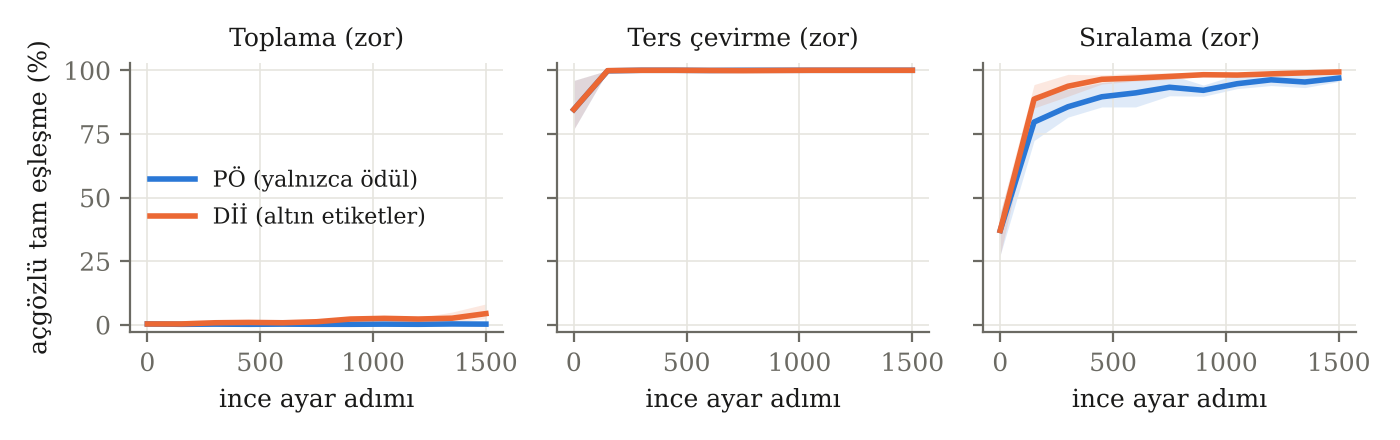 Toplama (zor)
Ters çevirme (zor)
Sıralama (zor)
açgözlü tam eşleşme (%)
100
75
50
25
0
PÖ (yalnızca ödül)
Dİİ (altın etiketler)
0 500 1000 1500
0 500 1000 1500
0 500 1000 1500
ince ayar adımı
ince ayar adımı
ince ayar adımı